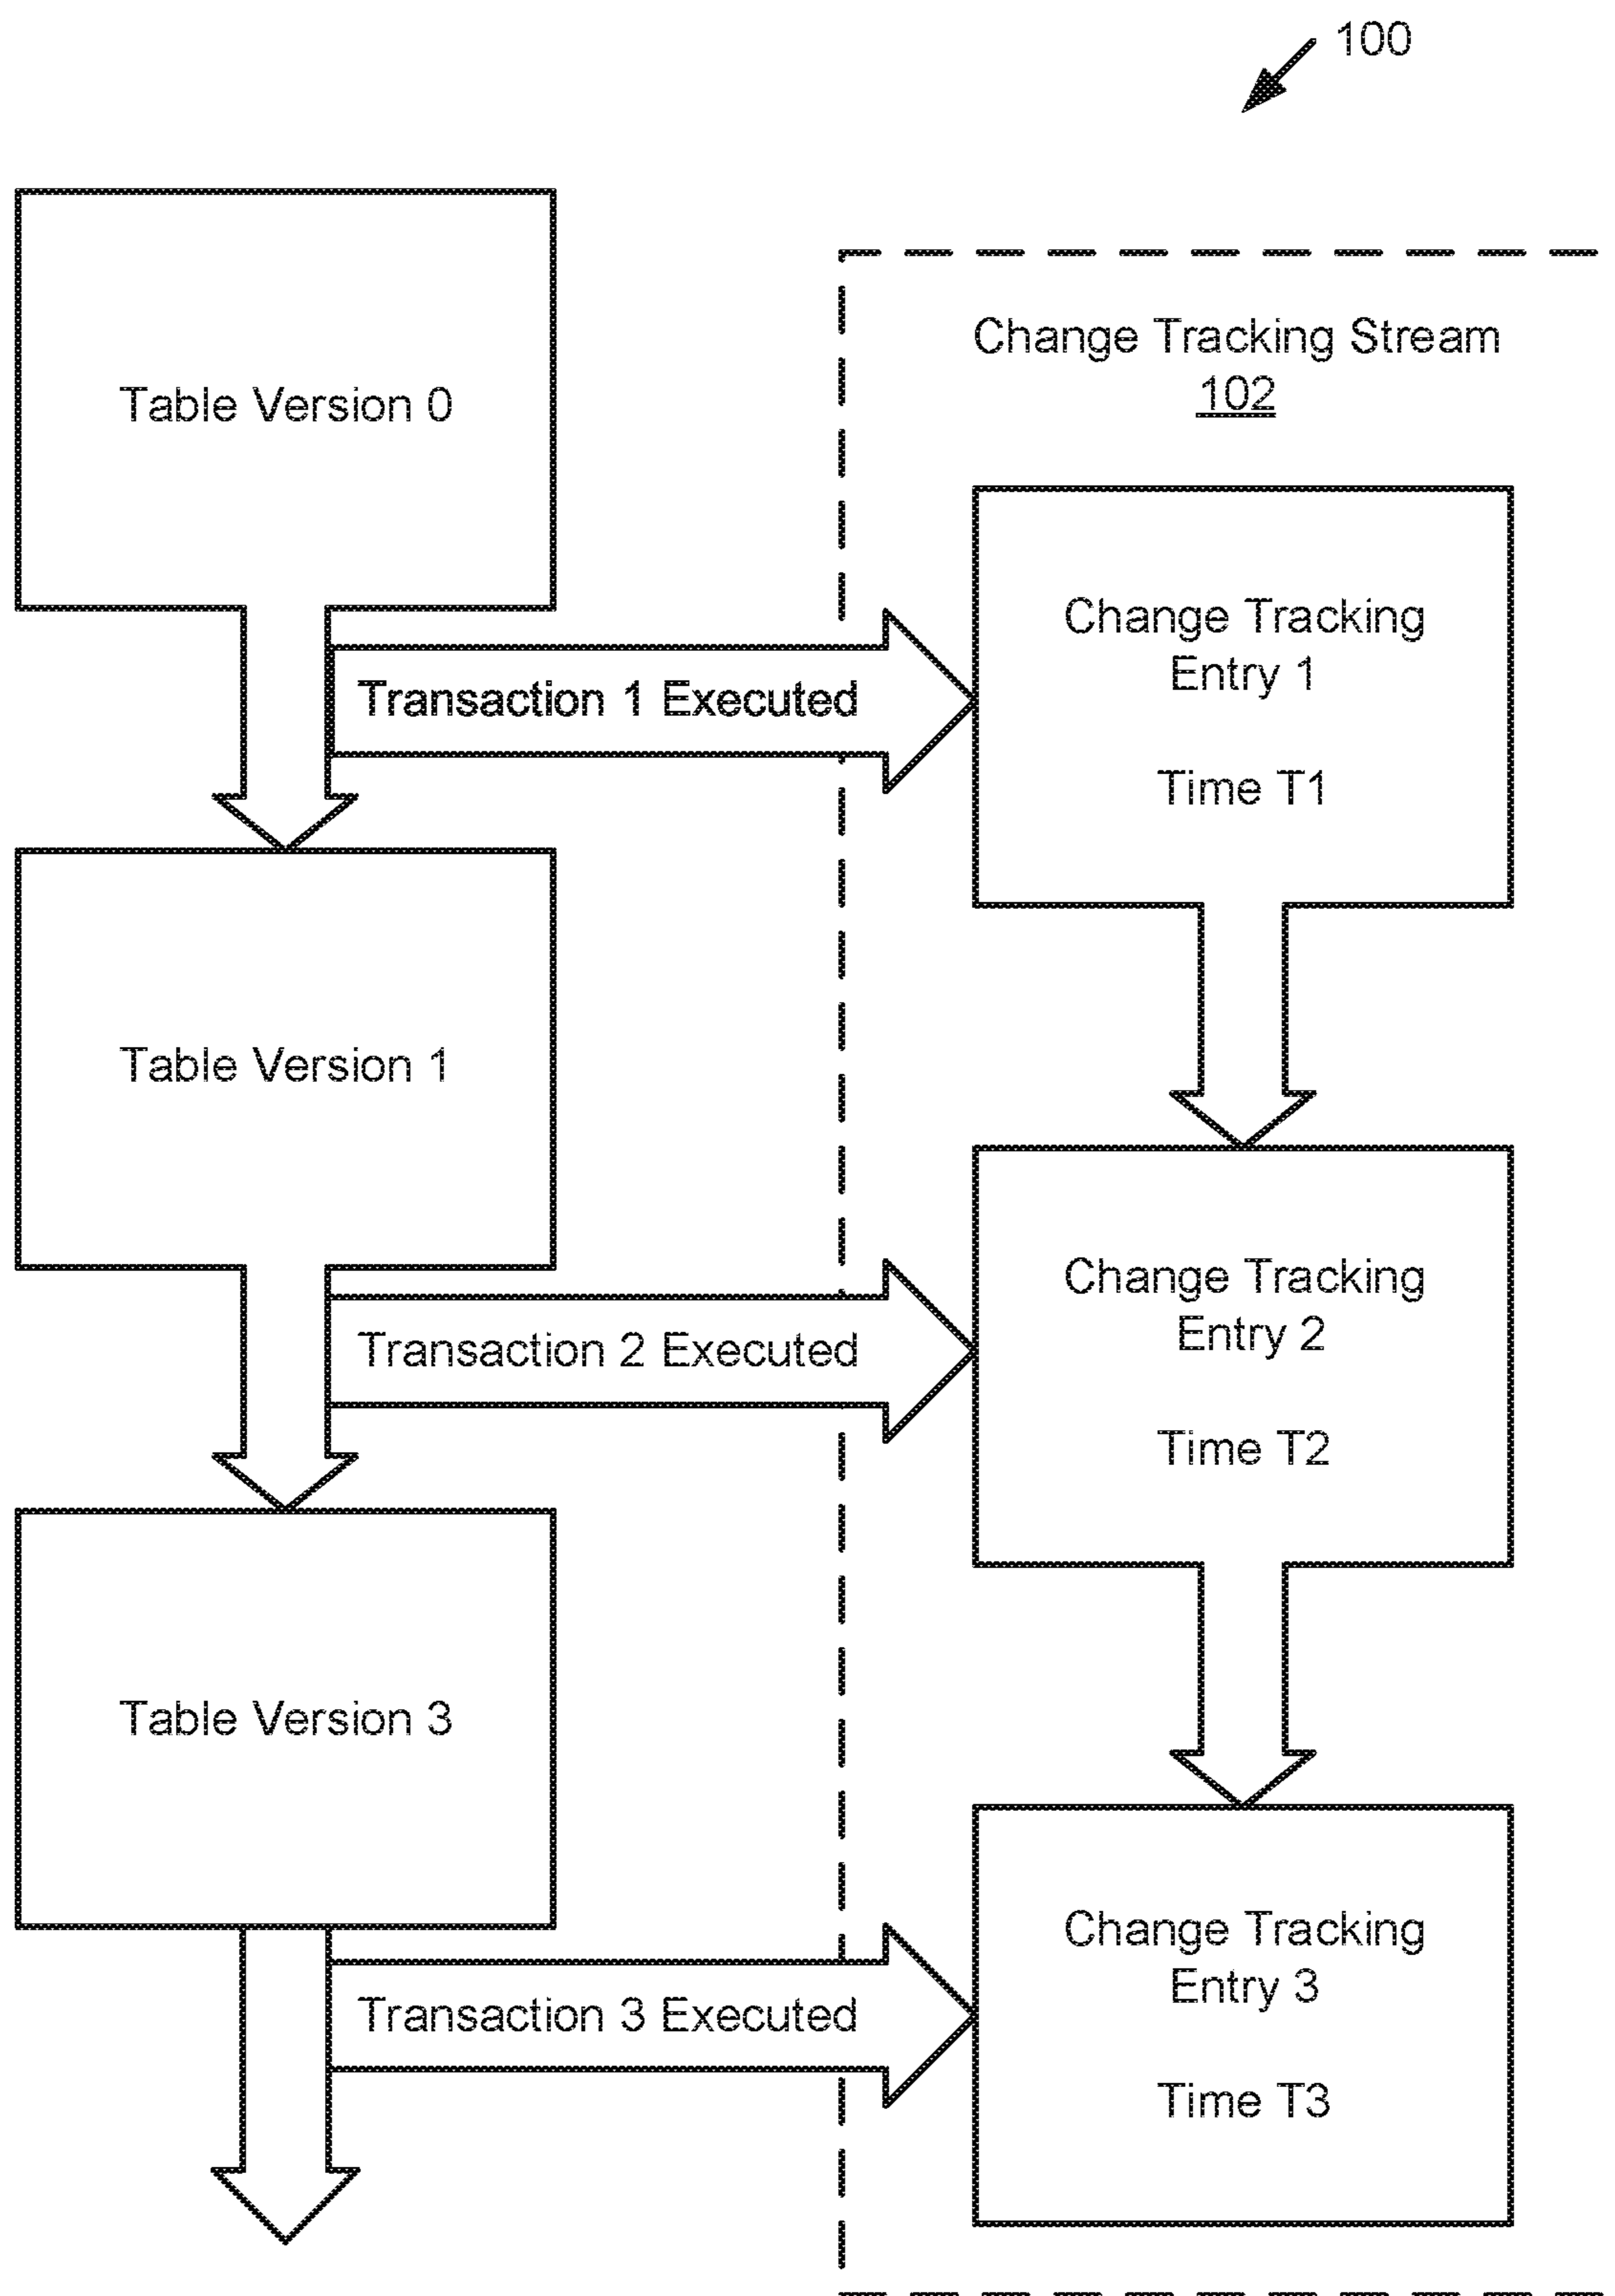 100
Table Version 0
Change Tracking Stream
102
Change Tracking
Entry 1
Time T1
Transaction 1 Executed
Table Version 1
Change Tracking
Entry 2
Time T2
Transaction 2 Executed
Table Version 3
Change Tracking
Entry 3
Time T3
Transaction 3 Executed